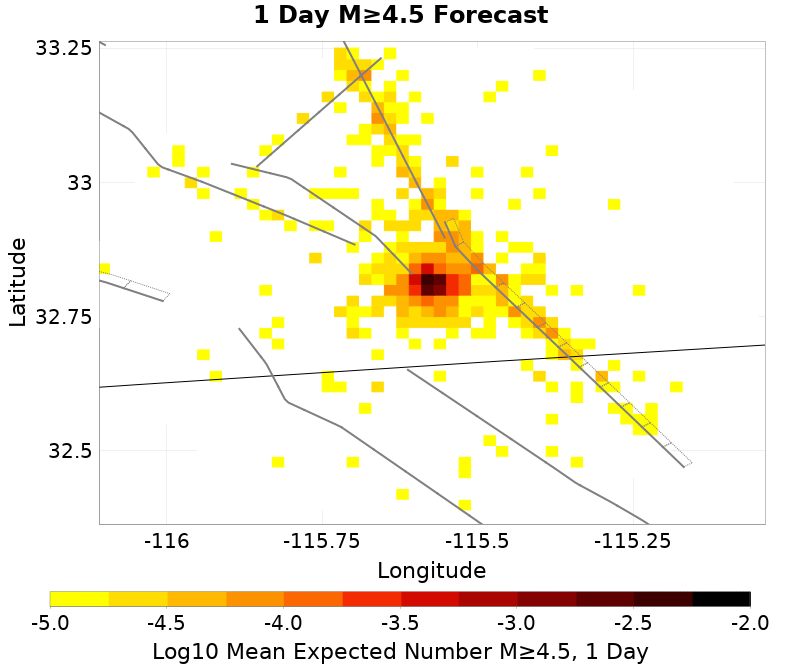 1 Day M≥4.5 Forecast
33.25
33
32.75
32.5
Latitude
-116 -115.75 -115.5 -115.25
Longitude
-5.0 -4.5 -4.0 -3.5 -3.0 -2.5 -2.0
Log10 Mean Expected Number M≥4.5, 1 Day